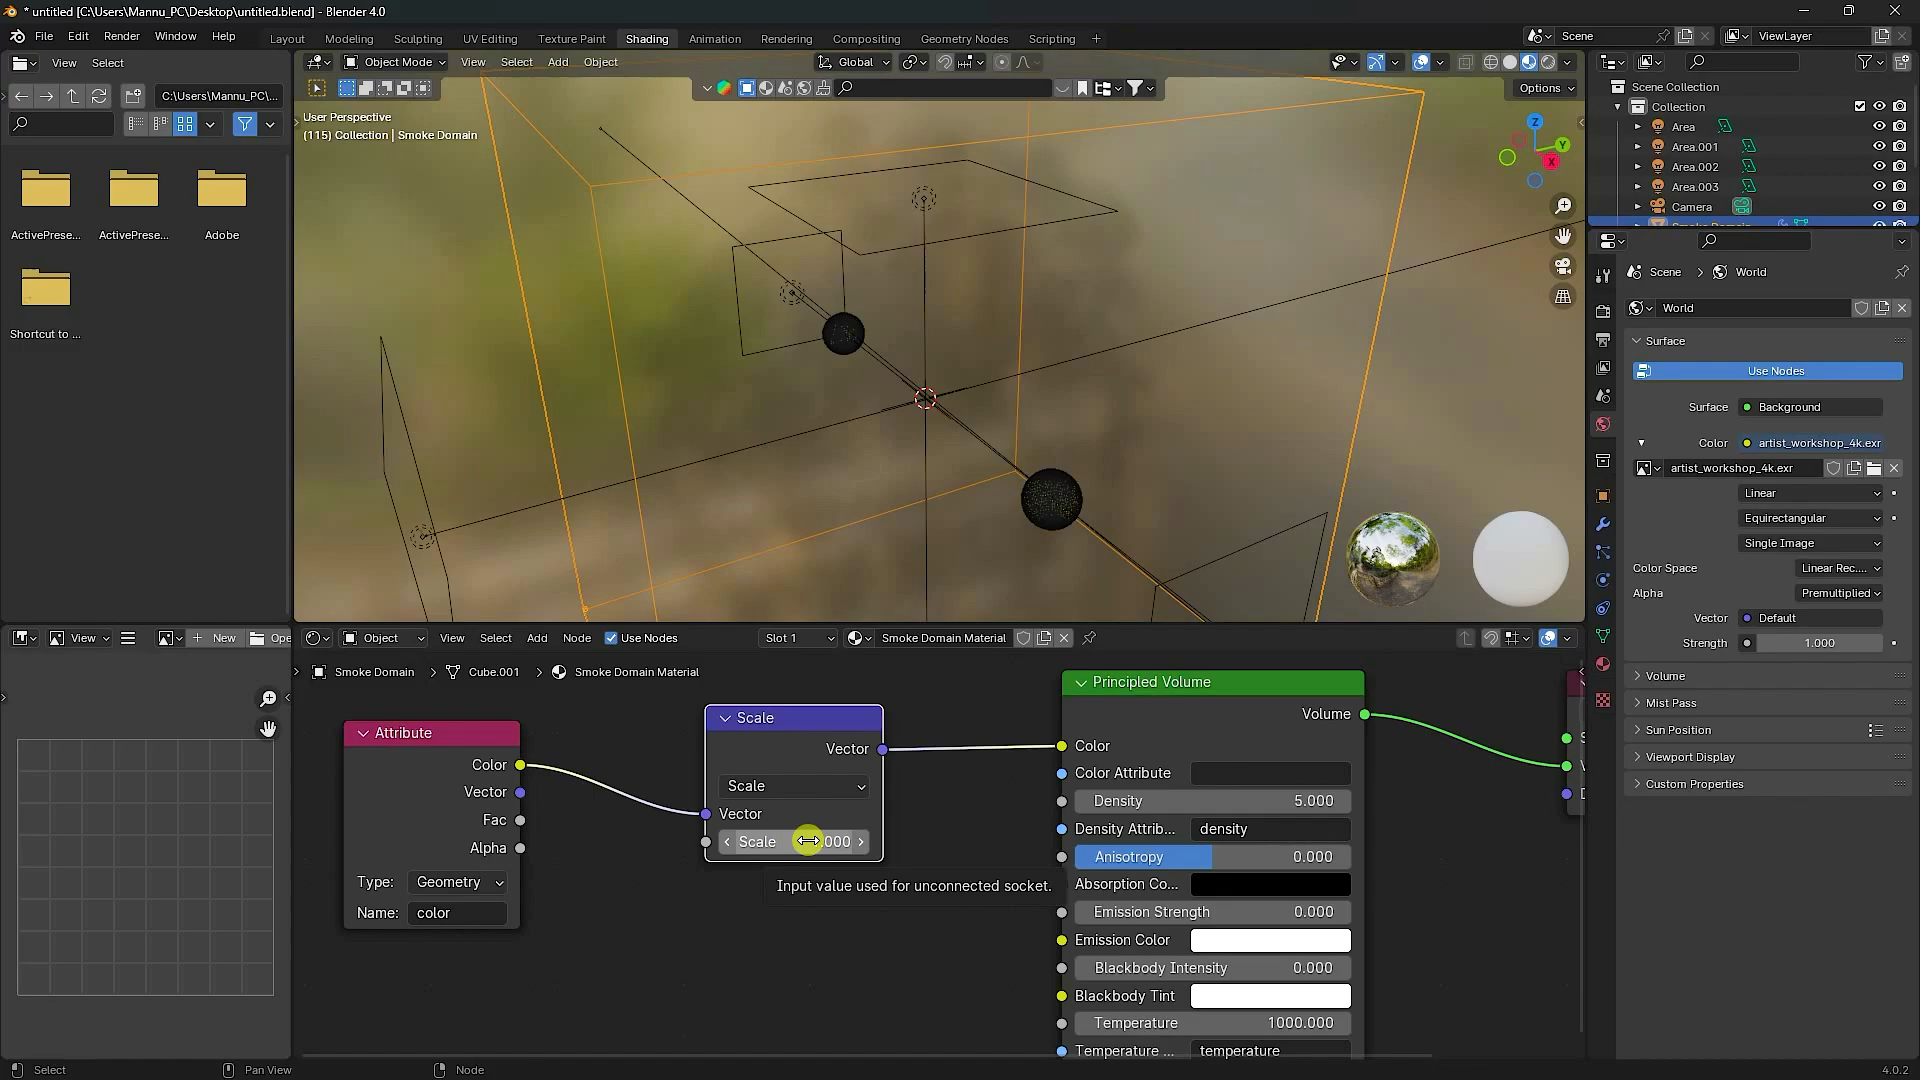 * untitled [C:\Users\Mannu_PC\Desktop\untitled.blend] - Blender 4.0
File Edit Render Window Help
Layout Modeling Sculpting UV Editing Texture Paint Shading Animation Rendering Compositing Geometry Nodes Scripting +
Scene ViewLayer
View Select
Object Mode View Select Add Object Global
C:\Users\Mannu_PC\...
Options
User Perspective
(115) Collection | Smoke Domain
Z
Y
X
ActivePrese... ActivePrese... Adobe
Shortcut to ...
Scene Collection
Collection
Area
Area.001
Area.002
Area.003
Camera
Smoke Domain
Scene > World
World
Surface
Use Nodes
Surface Background
Color artist_workshop_4k.exr
artist_workshop_4k.exr
Linear
Equirectangular
Single Image
Color Space Linear Rec....
Alpha Premultiplied
Vector Default
Strength 1.000
Volume
Mist Pass
Sun Position
Viewport Display
Custom Properties
View + New Ope
Object View Select Add Node Use Nodes Slot 1 Smoke Domain Material
Smoke Domain > Cube.001 > Smoke Domain Material
Attribute
Color
Vector
Fac
Alpha
Type: Geometry
Name: color
Scale
Vector
Scale
Vector
Scale .000
Input value used for unconnected socket.
Principled Volume
Volume
Color
Color Attribute
Density 5.000
Density Attrib... density
Anisotropy 0.000
Absorption Co...
Emission Strength 0.000
Emission Color
Blackbody Intensity 0.000
Blackbody Tint
Temperature 1000.000
Temperature ... temperature
Select Pan View Node 4.0.2